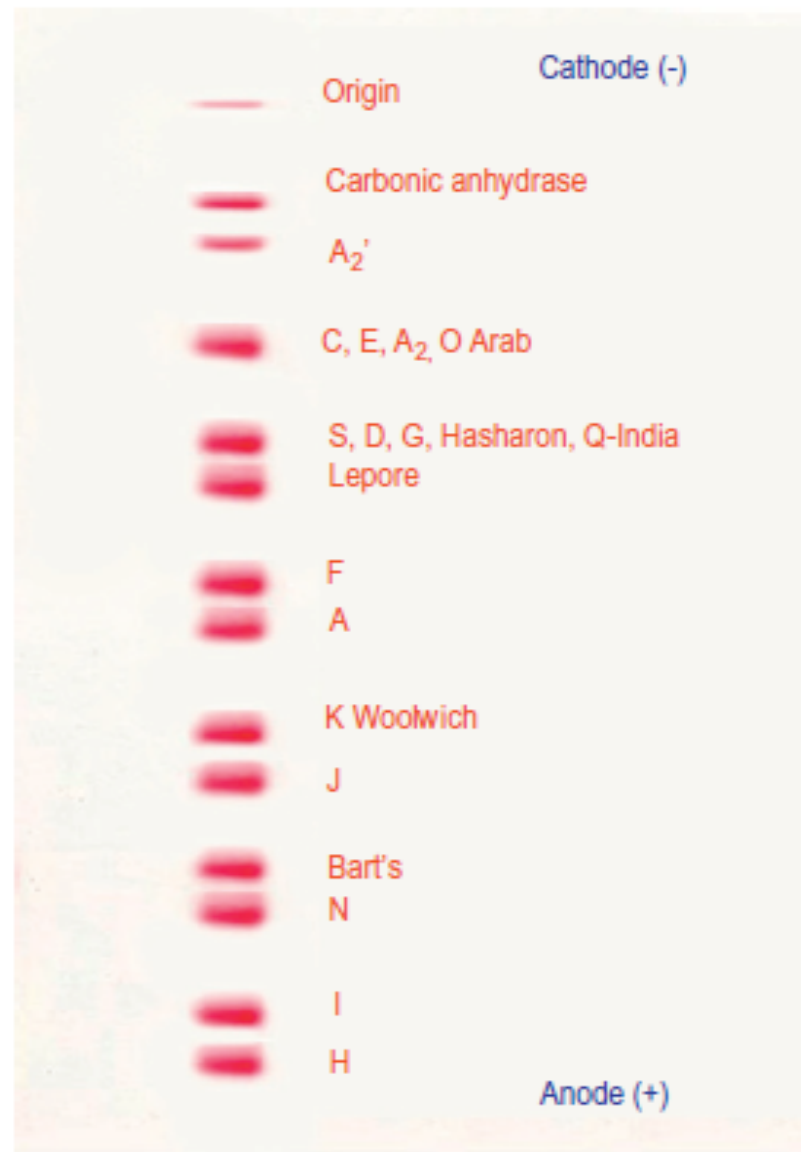 Cathode (-)
Origin
Carbonic anhydrase
A₂'
C, E, A₂, O Arab
S, D, G, Hasharon, Q-India
Lepore
F
A
K Woolwich
J
Bart's
N
I
H
Anode (+)